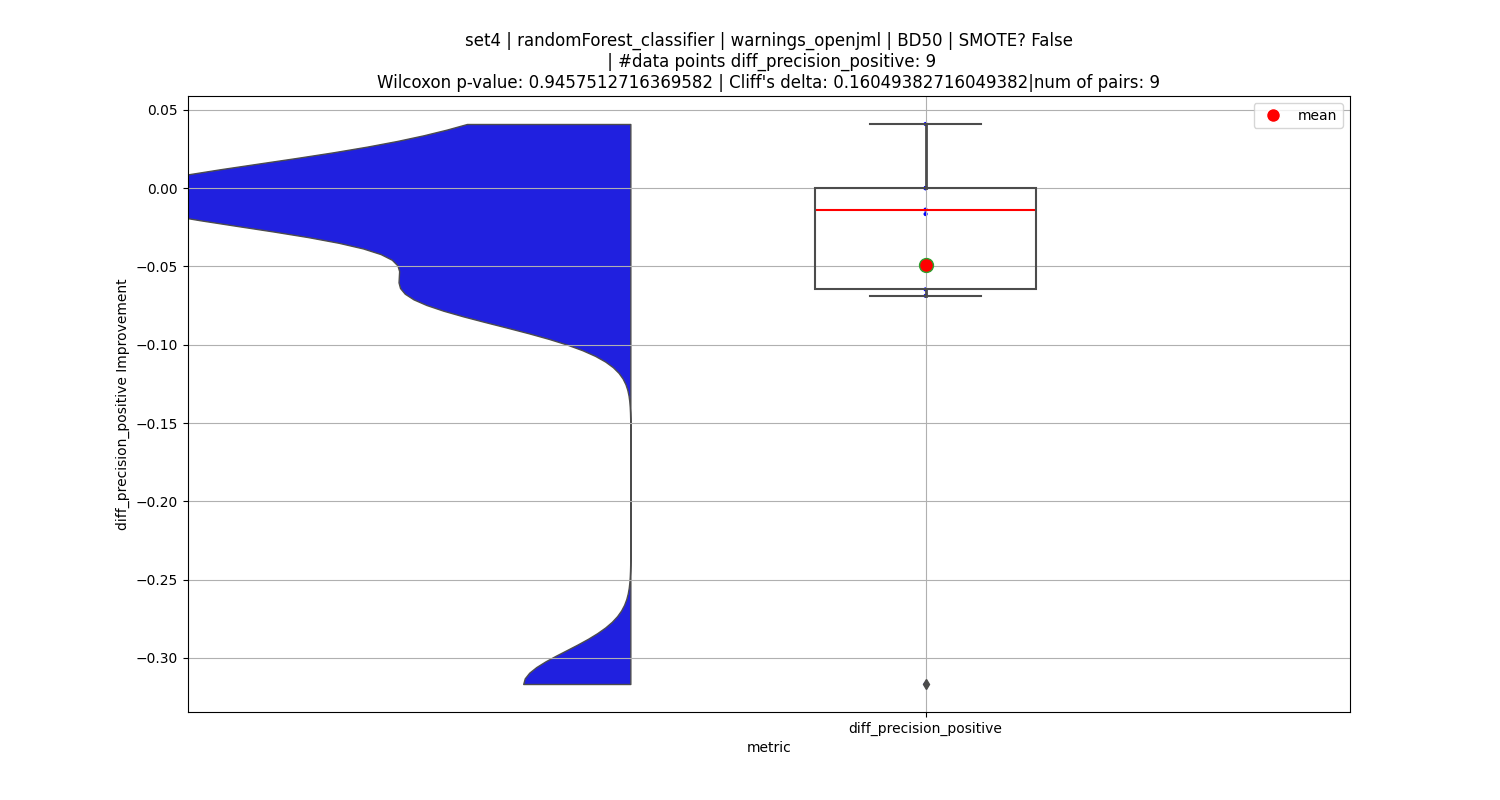 set4 | randomForest_classifier | warnings_openjml | BD50 | SMOTE? False
| #data points diff_precision_positive: 9
Wilcoxon p-value: 0.9457512716369582 | Cliff's delta: 0.16049382716049382|num of pairs: 9
mean
0.05
0.00
−0.05
−0.10
−0.15
−0.20
−0.25
−0.30
diff_precision_positive Improvement
diff_precision_positive
metric